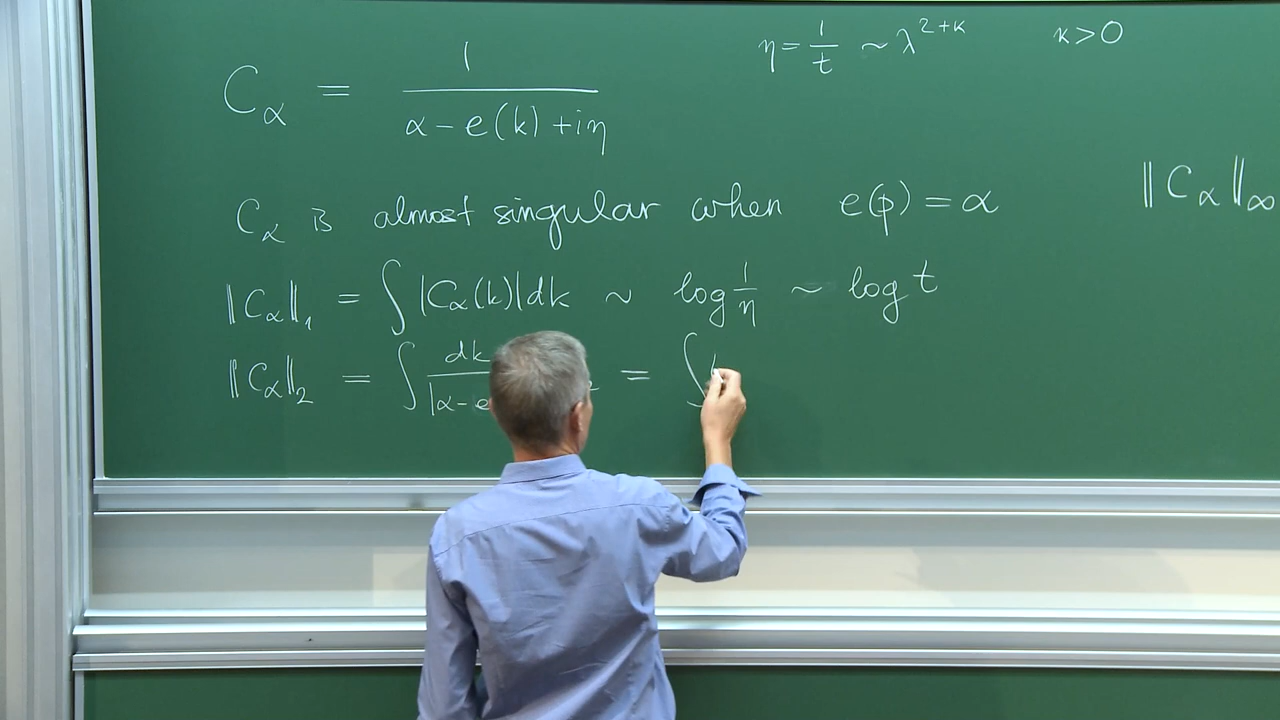 C_α = 1/(α - e(k) + iη)
η = 1/t ~ λ^{2+κ} κ > 0
C_α is almost singular when e(p) = α
‖C_α‖_∞
‖C_α‖_1 = ∫ |C_α(k)| dk ~ log 1/η ~ log t
‖C_α‖_2 = ∫ dk / |α - e = ∫